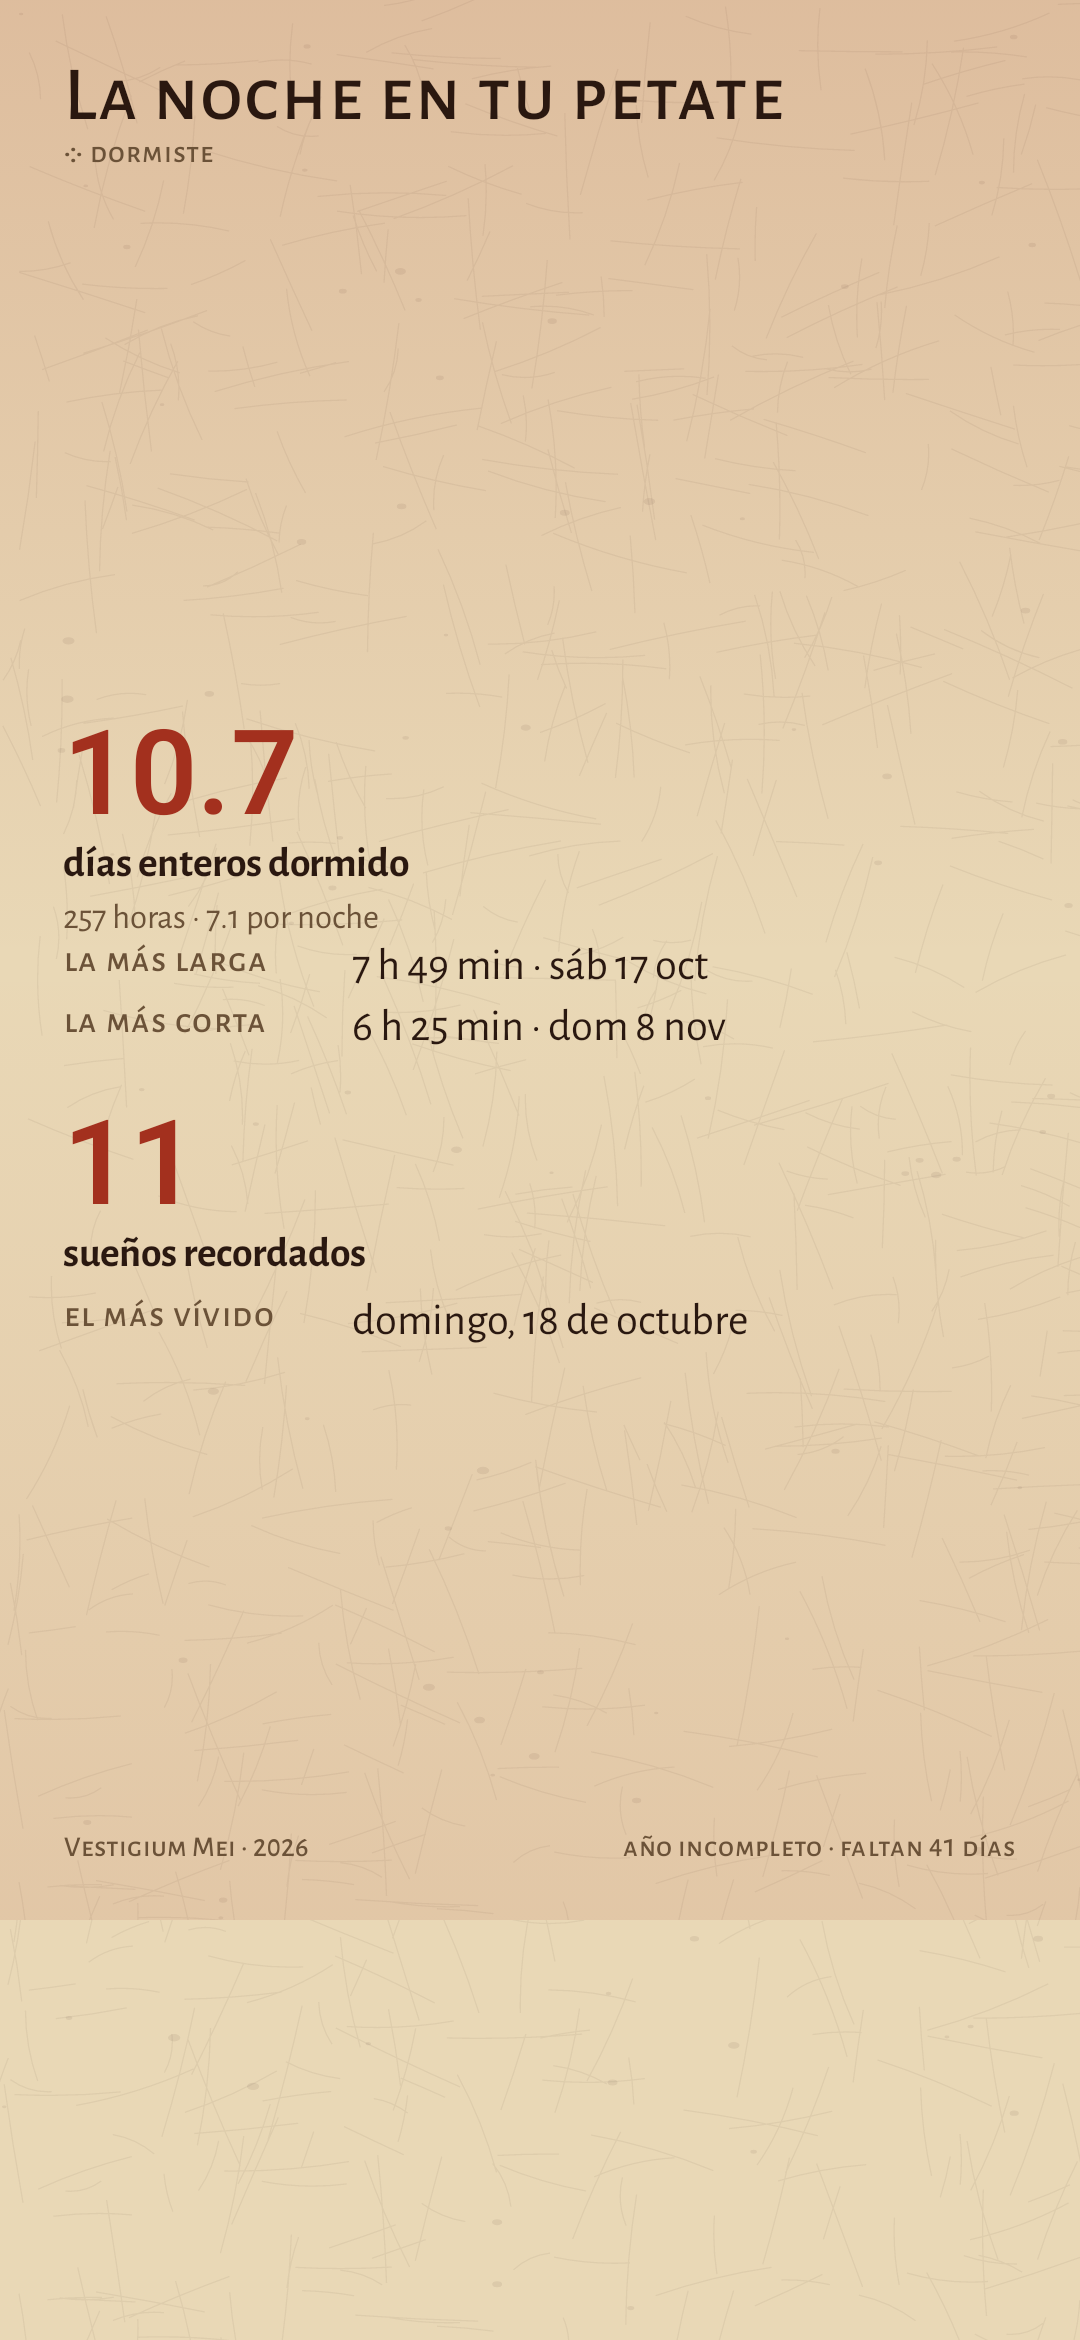 La noche en tu petate
dormiste
10.7
días enteros dormido
257 horas · 7.1 por noche
la más larga 7 h 49 min · sáb 17 oct
la más corta 6 h 25 min · dom 8 nov
11
sueños recordados
el más vívido domingo, 18 de octubre
Vestigium Mei · 2026 año incompleto · faltan 41 días